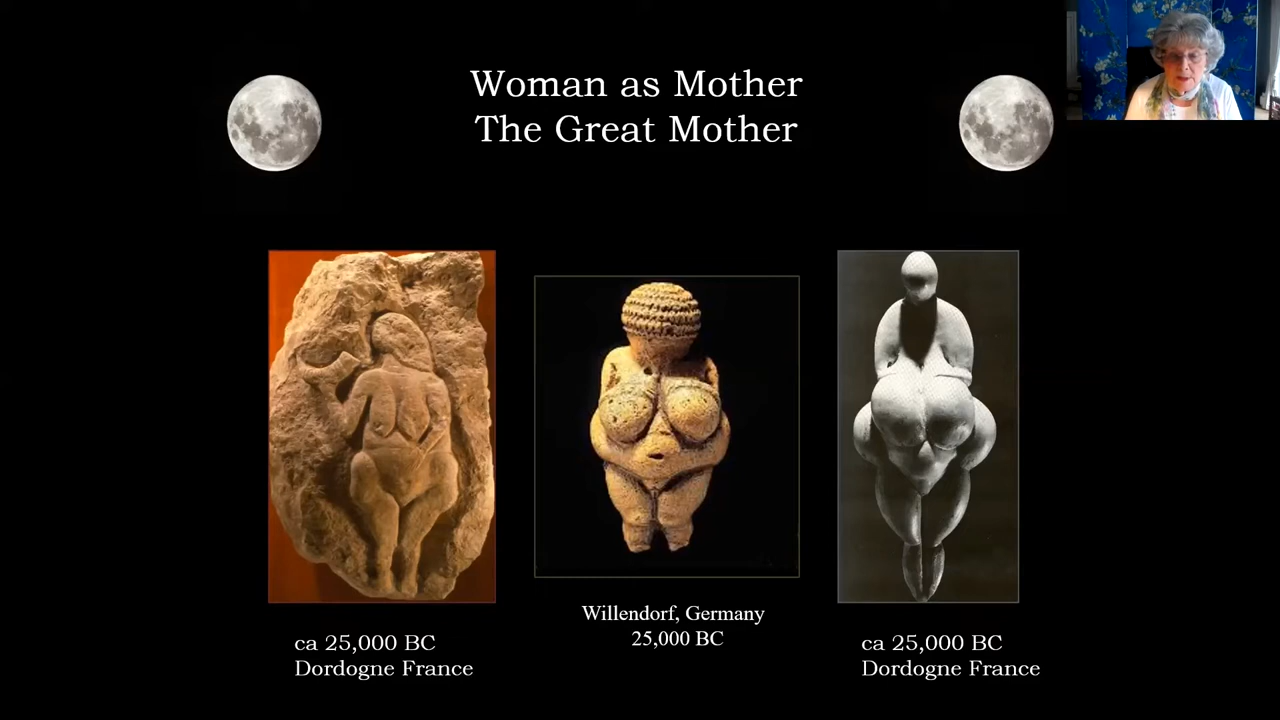 Woman as Mother
The Great Mother
Willendorf, Germany
25,000 BC
ca 25,000 BC
Dordogne France
ca 25,000 BC
Dordogne France